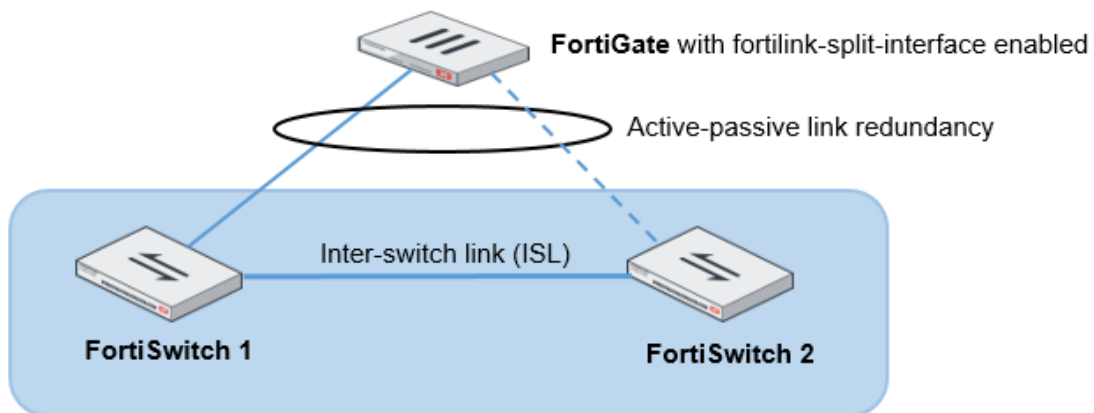 FortiGate with fortilink-split-interface enabled
Active-passive link redundancy
Inter-switch link (ISL)
FortiSwitch 1
FortiSwitch 2